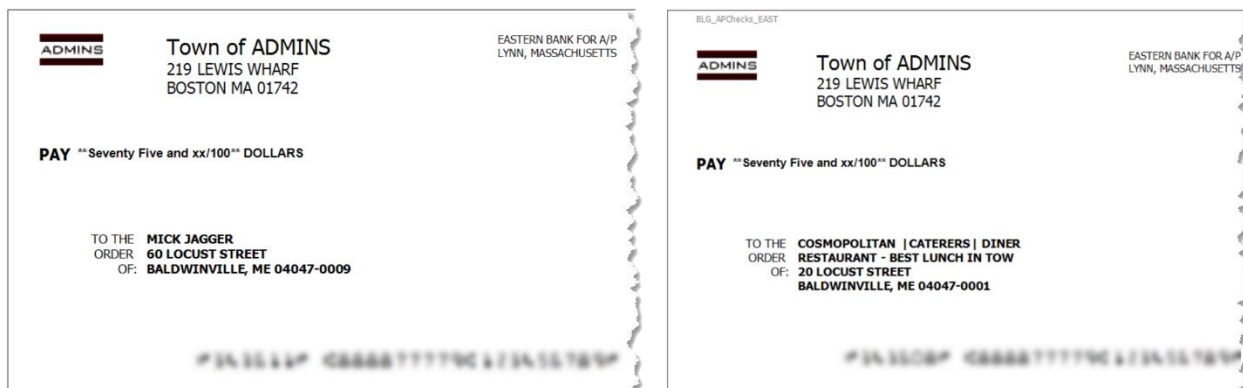 ADMINS
Town of ADMINS
219 LEWIS WHARF
BOSTON MA 01742
EASTERN BANK FOR A/P
LYNN, MASSACHUSETTS
PAY **Seventy Five and xx/100** DOLLARS
TO THE MICK JAGGER
ORDER 60 LOCUST STREET
OF: BALDWINVILLE, ME 04047-0009
BLG_APChecks_EAST
ADMINS
Town of ADMINS
219 LEWIS WHARF
BOSTON MA 01742
EASTERN BANK FOR A/P
LYNN, MASSACHUSETTS
PAY **Seventy Five and xx/100** DOLLARS
TO THE COSMOPOLITAN |CATERERS| DINER
ORDER RESTAURANT - BEST LUNCH IN TOW
OF: 20 LOCUST STREET
BALDWINVILLE, ME 04047-0001